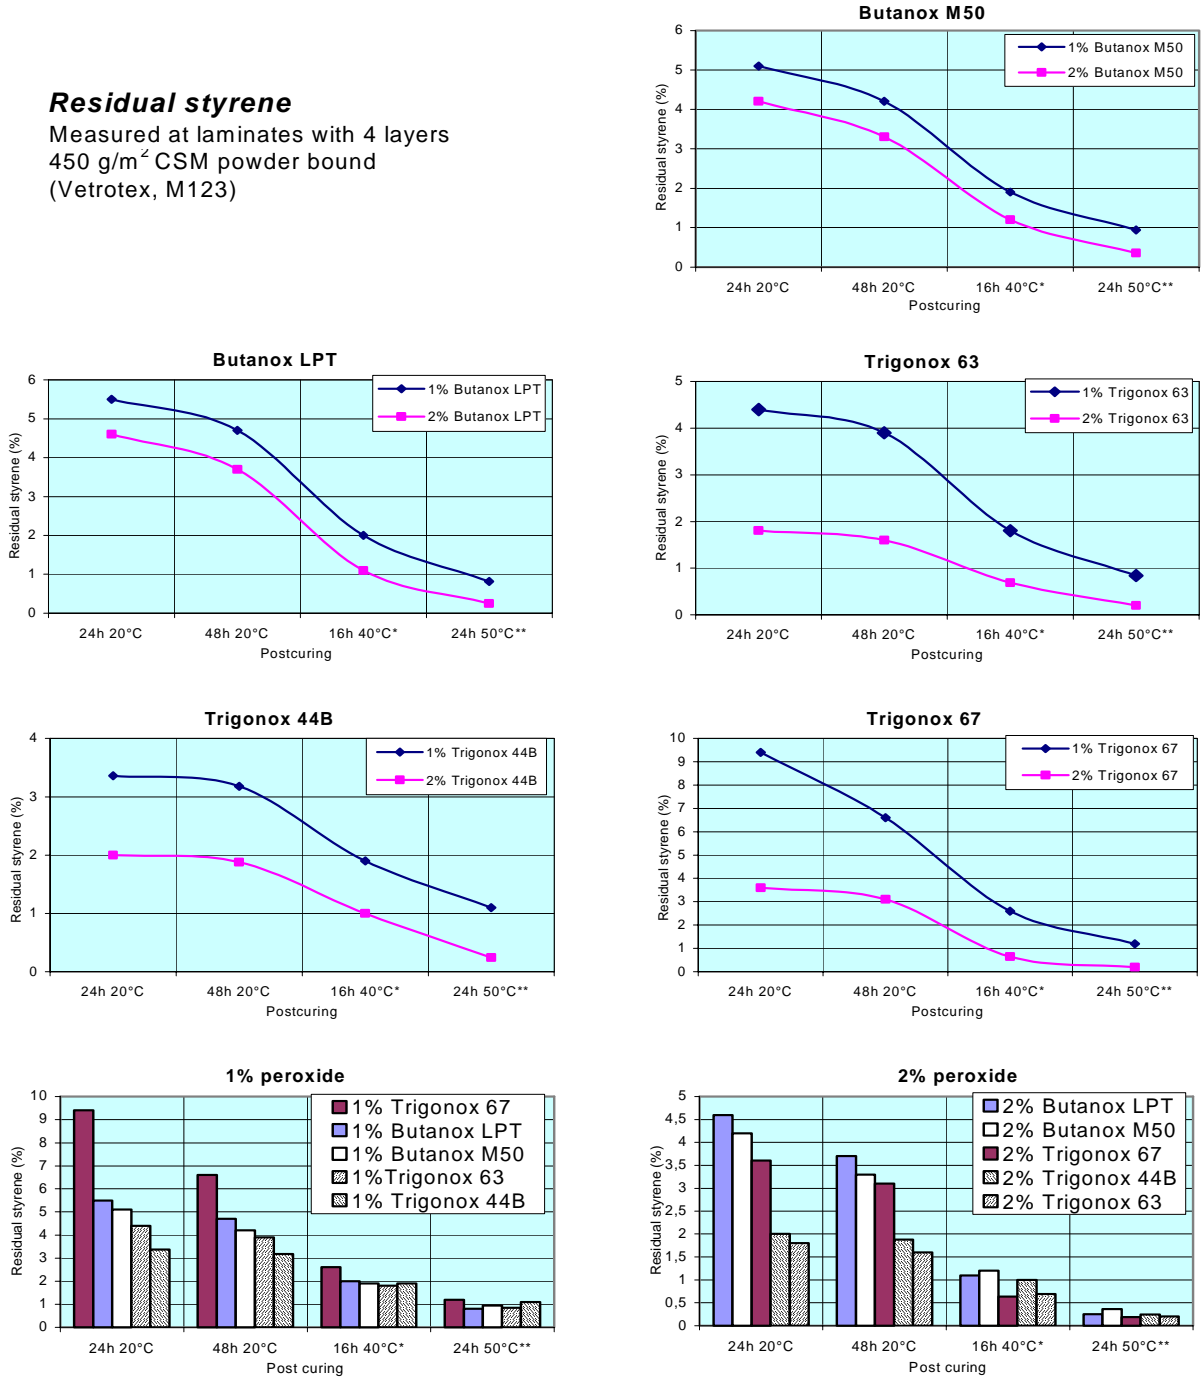 Residual styrene
Measured at laminates with 4 layers
450 g/m² CSM powder bound
(Vetrotex, M123)
Butanox M50
1% Butanox M50
2% Butanox M50
Residual styrene (%)
6
5
4
3
2
1
0
24h 20°C 48h 20°C 16h 40°C* 24h 50°C**
Postcuring
Butanox LPT
1% Butanox LPT
2% Butanox LPT
Residual styrene (%)
6
5
4
3
2
1
0
24h 20°C 48h 20°C 16h 40°C* 24h 50°C**
Postcuring
Trigonox 63
1% Trigonox 63
2% Trigonox 63
Residual styrene (%)
5
4
3
2
1
0
24h 20°C 48h 20°C 16h 40°C* 24h 50°C**
Postcuring
Trigonox 44B
1% Trigonox 44B
2% Trigonox 44B
Residual styrene (%)
4
3
2
1
0
24h 20°C 48h 20°C 16h 40°C* 24h 50°C**
Postcuring
Trigonox 67
1% Trigonox 67
2% Trigonox 67
Residual styrene (%)
10
9
8
7
6
5
4
3
2
1
0
24h 20°C 48h 20°C 16h 40°C* 24h 50°C**
Postcuring
1% peroxide
1% Trigonox 67
1% Butanox LPT
1% Butanox M50
1%Trigonox 63
1% Trigonox 44B
Residual styrene (%)
10
9
8
7
6
5
4
3
2
1
0
24h 20°C 48h 20°C 16h 40°C* 24h 50°C**
Post curing
2% peroxide
2% Butanox LPT
2% Butanox M50
2% Trigonox 67
2% Trigonox 44B
2% Trigonox 63
Residual styrene (%)
5
4,5
4
3,5
3
2,5
2
1,5
1
0,5
0
24h 20°C 48h 20°C 16h 40°C* 24h 50°C**
Post curing